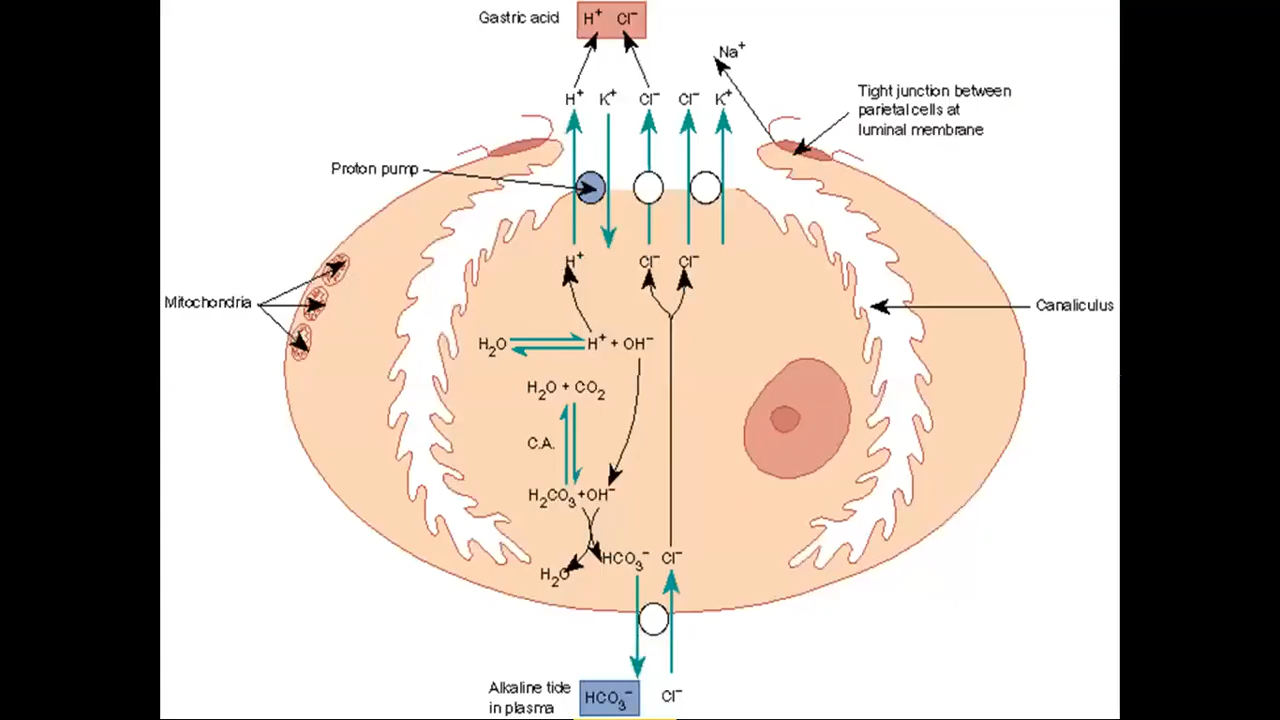 Gastric acid
H⁺ Cl⁻
Na⁺
H⁺ K⁺ Cl⁻ Cl⁻ K⁺
Tight junction between
parietal cells at
luminal membrane
Proton pump
H⁺ Cl⁻ Cl⁻
Mitochondria
Canaliculus
H₂O H⁺ + OH⁻
H₂O + CO₂
C.A.
H₂CO₃+OH⁻
H₂O HCO₃⁻ Cl⁻
Alkaline tide
in plasma
HCO₃⁻ Cl⁻